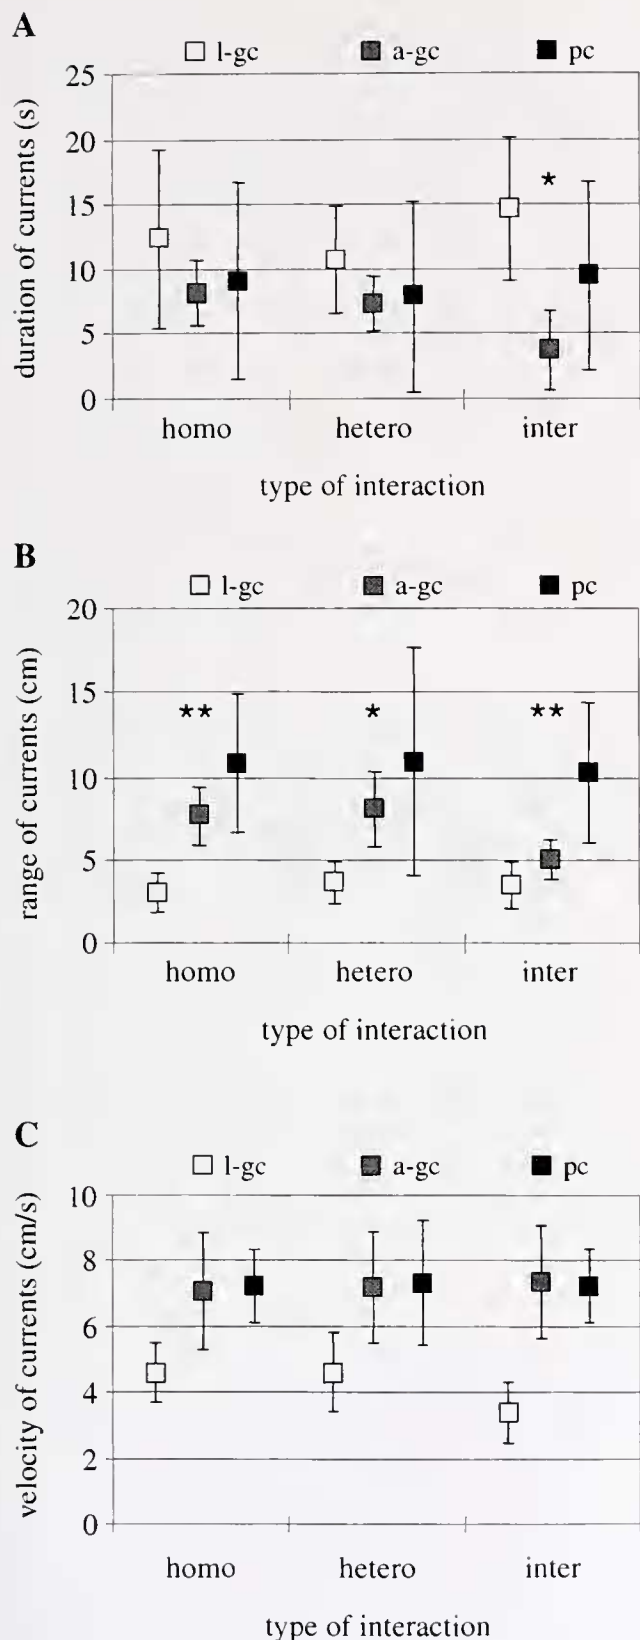 A
l-gc a-gc pc
duration of currents (s)
25
20
15
10
5
0
*
homo hetero inter
type of interaction
B
l-gc a-gc pc
range of currents (cm)
20
15
10
5
0
** * **
homo hetero inter
type of interaction
C
l-gc a-gc pc
velocity of currents (cm/s)
10
8
6
4
2
0
homo hetero inter
type of interaction